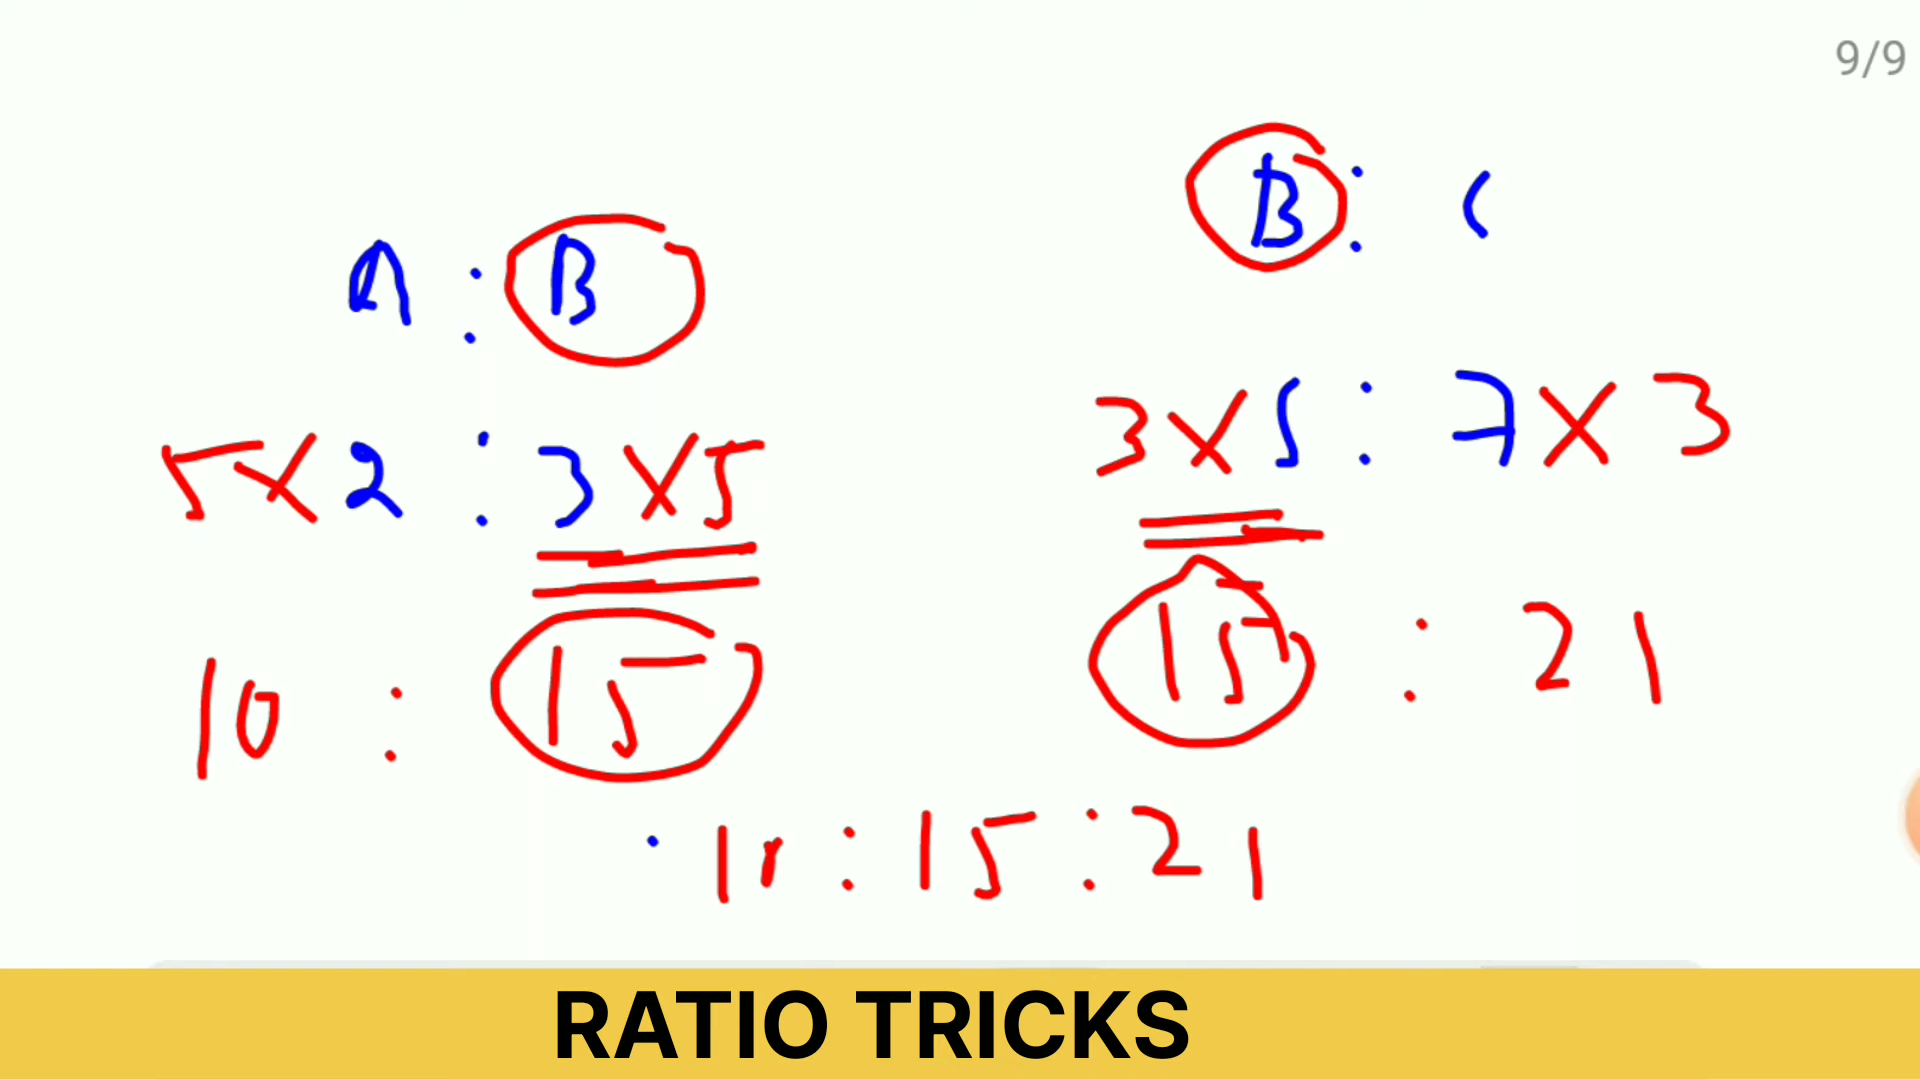 9/9
B : C
A : B
5 X 2 : 3 X 5
3 X 5 : 7 X 3
10 : 15
15 : 21
10 : 15 : 21
RATIO TRICKS